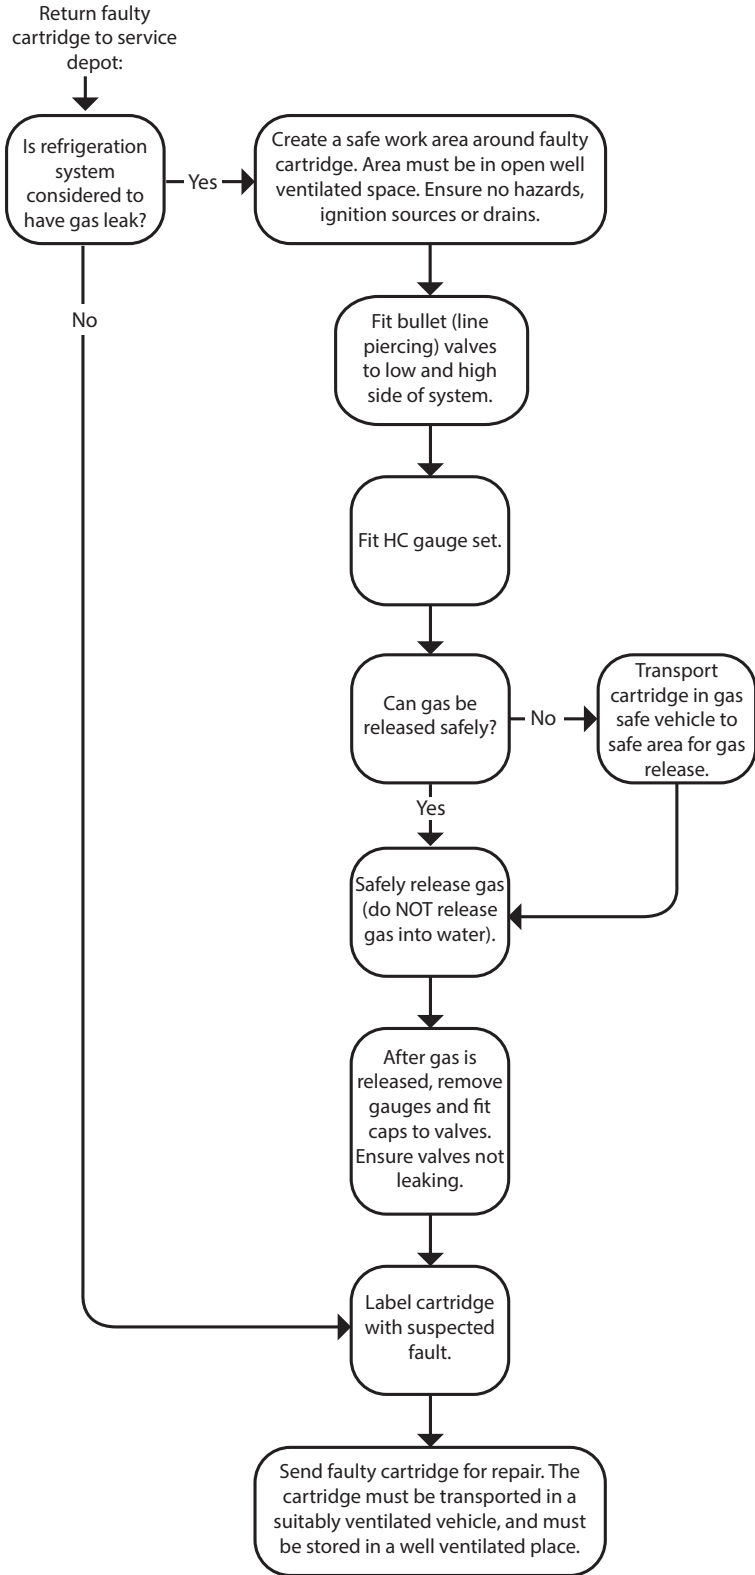 Return faulty
cartridge to service
depot:
Is refrigeration
system
considered to
have gas leak?
Yes
Create a safe work area around faulty
cartridge. Area must be in open well
ventilated space. Ensure no hazards,
ignition sources or drains.
No
Fit bullet (line
piercing) valves
to low and high
side of system.
Fit HC gauge set.
Can gas be
released safely?
No
Transport
cartridge in gas
safe vehicle to
safe area for gas
release.
Yes
Safely release gas
(do NOT release
gas into water).
After gas is
released, remove
gauges and fit
caps to valves.
Ensure valves not
leaking.
Label cartridge
with suspected
fault.
Send faulty cartridge for repair. The
cartridge must be transported in a
suitably ventilated vehicle, and must
be stored in a well ventilated place.